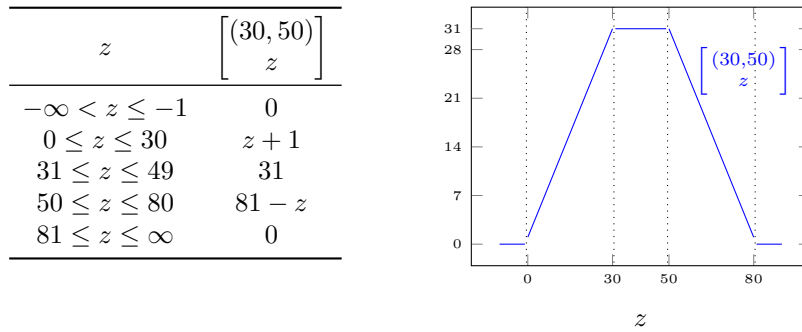 z [(30, 50) z]
−∞ < z ≤ −1 0
0 ≤ z ≤ 30 z + 1
31 ≤ z ≤ 49 31
50 ≤ z ≤ 80 81 − z
81 ≤ z ≤ ∞ 0
31
28
21
14
7
0
[(30,50) z]
0 30 50 80
z